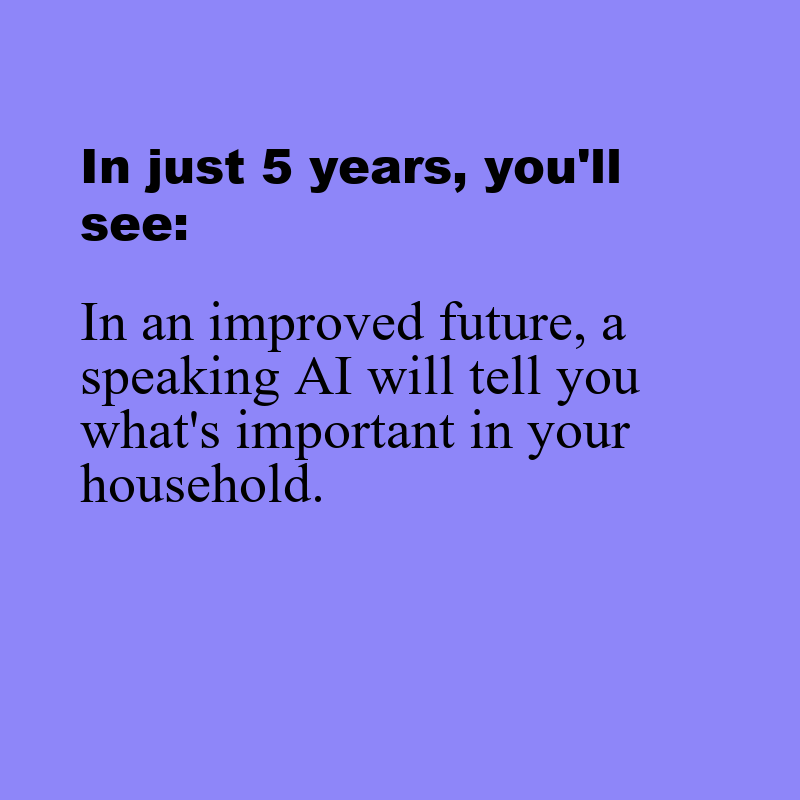 In just 5 years, you'll
see:
In an improved future, a
speaking AI will tell you
what's important in your
household.